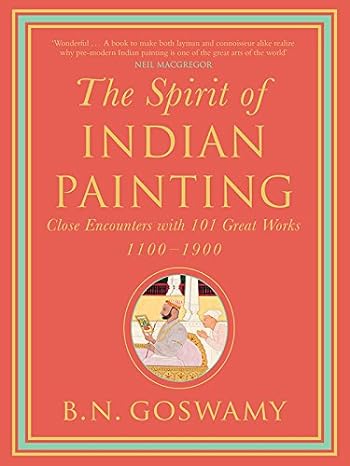 'Wonderful . . . A book to make both layman and connoisseur alike realize
why pre-modern Indian painting is one of the great arts of the world'
NEIL MACGREGOR
The Spirit of
INDIAN
PAINTING
Close Encounters with 101 Great Works
1100–1900
B.N. GOSWAMY